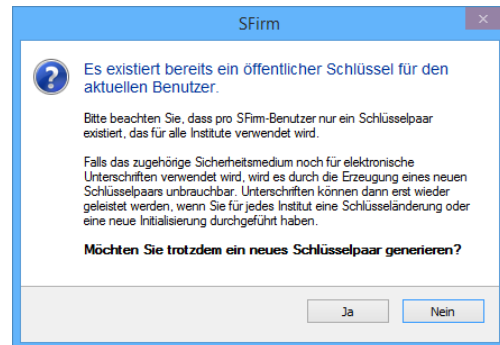 SFirm
Es existiert bereits ein öffentlicher Schlüssel für den
aktuellen Benutzer.
Bitte beachten Sie, dass pro SFirm-Benutzer nur ein Schlüsselpaar
existiert, das für alle Institute verwendet wird.
Falls das zugehörige Sicherheitsmedium noch für elektronische
Unterschriften verwendet wird, wird es durch die Erzeugung eines neuen
Schlüsselpaars unbrauchbar. Unterschriften können dann erst wieder
geleistet werden, wenn Sie für jedes Institut eine Schlüsseländerung oder
eine neue Initialisierung durchgeführt haben.
Möchten Sie trotzdem ein neues Schlüsselpaar generieren?
Ja
Nein